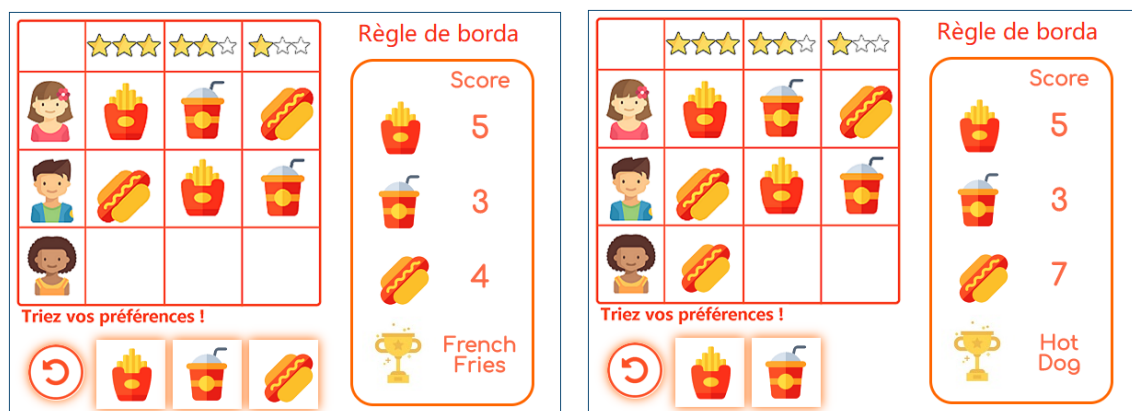 Règle de borda
Score
5
3
4
French
Fries
Triez vos préférences !
Règle de borda
Score
5
3
7
Hot
Dog
Triez vos préférences !